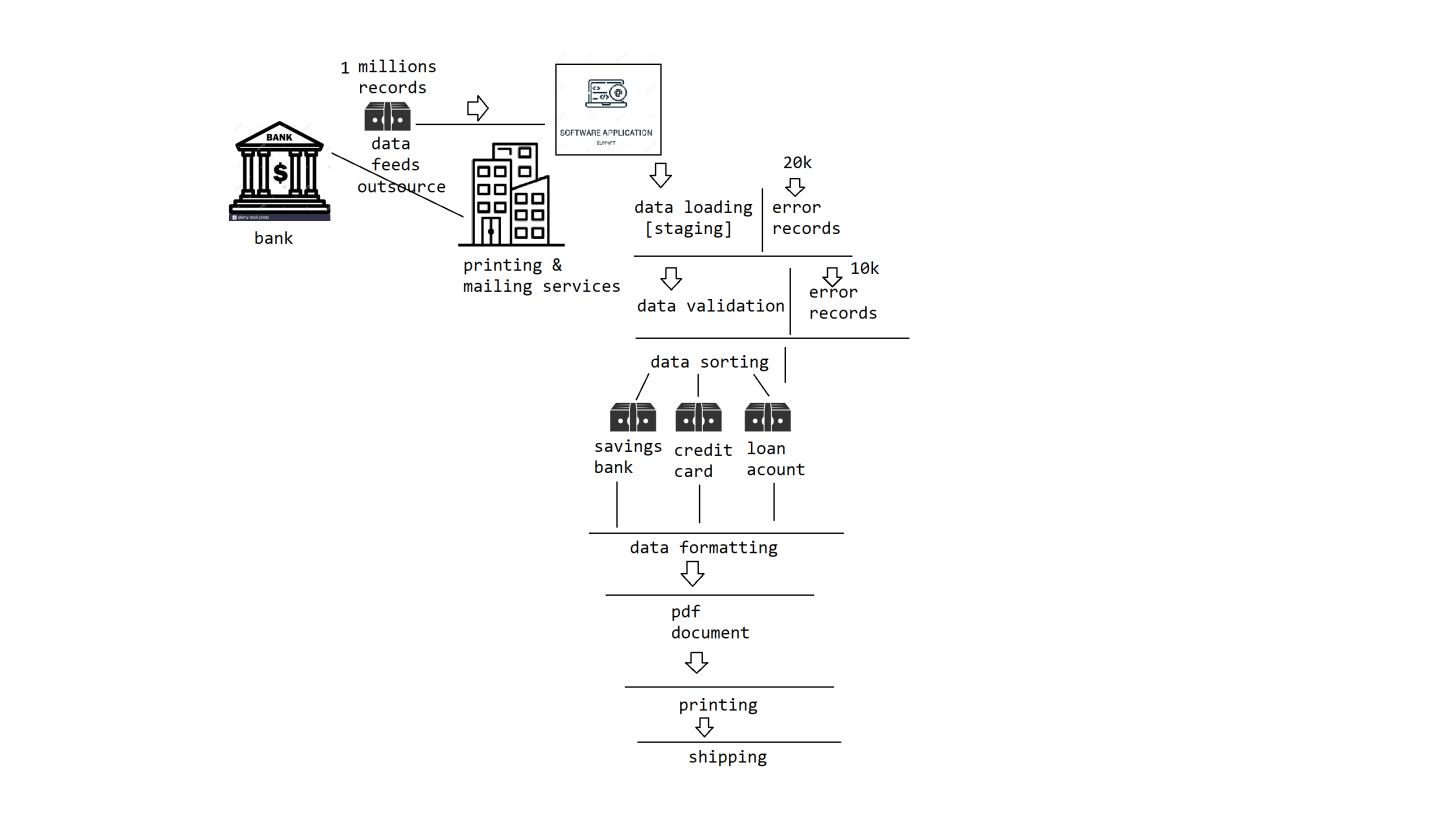 1 millions
records
BANK
$
data
feeds
outsource
bank
printing &
mailing services
SOFTWARE APPLICATION
SUPPORT
20k
data loading
[staging]
error
records
10k
data validation
error
records
data sorting
savings
bank
credit
card
loan
acount
data formatting
pdf
document
printing
shipping